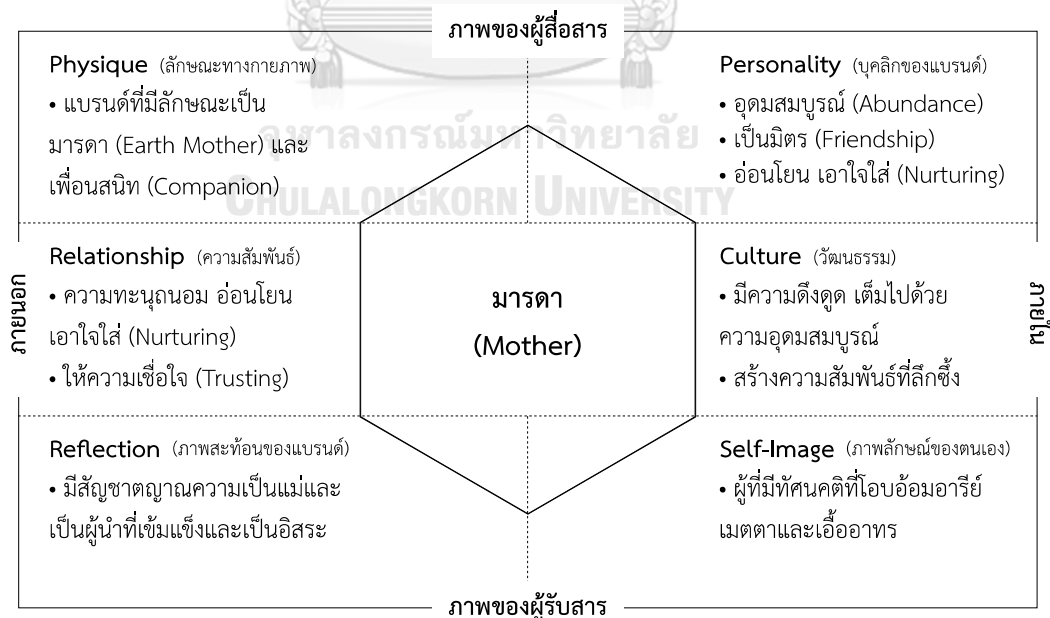 ภาพของผู้สื่อสาร
Physique (ลักษณะทางกายภาพ)
• แบรนด์ที่มีลักษณะเป็น
มารดา (Earth Mother) และ
เพื่อนสนิท (Companion)
Personality (บุคลิกของแบรนด์)
• อุดมสมบูรณ์ (Abundance)
• เป็นมิตร (Friendship)
• อ่อนโยน เอาใจใส่ (Nurturing)
จุฬาลงกรณ์มหาวิทยาลัย
CHULALONGKORN UNIVERSITY
ภายนอก
Relationship (ความสัมพันธ์)
• ความทะนุถนอม อ่อนโยน
เอาใจใส่ (Nurturing)
• ให้ความเชื่อใจ (Trusting)
มารดา
(Mother)
Culture (วัฒนธรรม)
• มีความดึงดูด เต็มไปด้วย
ความอุดมสมบูรณ์
• สร้างความสัมพันธ์ที่ลึกซึ้ง
ภายใน
Reflection (ภาพสะท้อนของแบรนด์)
• มีสัญชาตญาณความเป็นแม่และ
เป็นผู้นำที่เข้มแข็งและเป็นอิสระ
Self-Image (ภาพลักษณ์ของตนเอง)
• ผู้ที่มีทัศนคติที่โอบอ้อมอารีย์
เมตตาและเอื้ออาทร
ภาพของผู้รับสาร